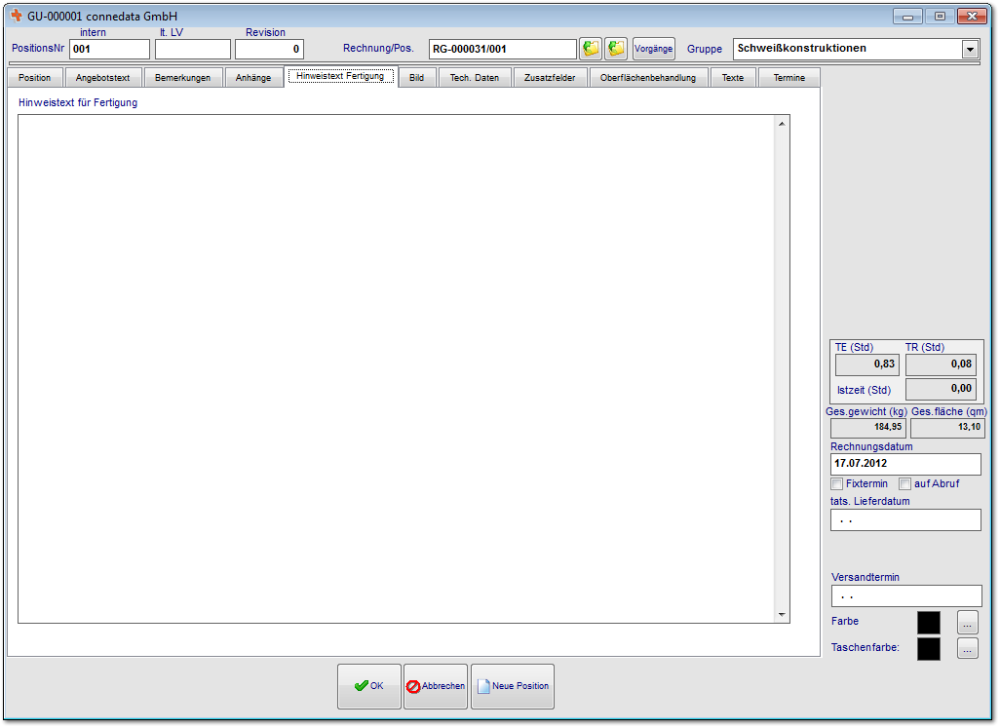 GU-000001 connedata GmbH
intern lt. LV Revision
PositionsNr 001 0 Rechnung/Pos. RG-000031/001 Vorgänge Gruppe Schweißkonstruktionen
Position Angebotstext Bemerkungen Anhänge Hinweistext Fertigung Bild Tech. Daten Zusatzfelder Oberflächenbehandlung Texte Termine
Hinweistext für Fertigung
TE (Std) TR (Std)
0,83 0,08
Istzeit (Std) 0,00
Ges.gewicht (kg) Ges.fläche (qm)
184,95 13,10
Rechnungsdatum
17.07.2012
Fixtermin auf Abruf
tats. Lieferdatum
. .
Versandtermin
. .
Farbe ...
Taschenfarbe: ...
OK Abbrechen Neue Position